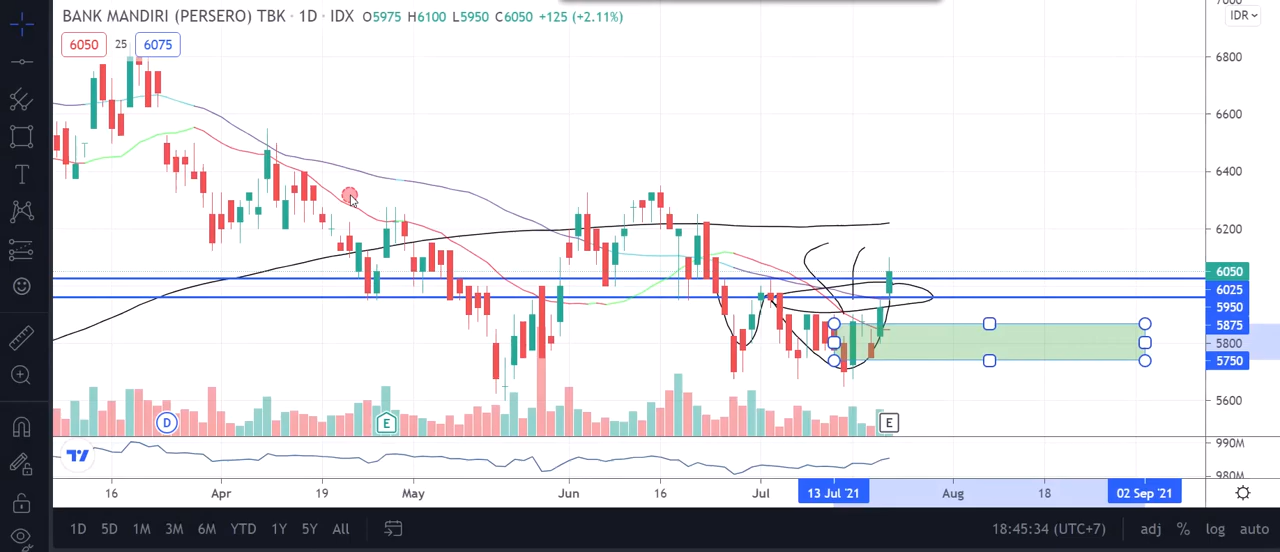 BANK MANDIRI (PERSERO) TBK · 1D · IDX O5975 H6100 L5950 C6050 +125 (+2.11%)
IDR
6050 25 6075
6800
6600
6400
6200
6050
6025
5950
5875
5800
5750
5600
D E E
990M
980M
16 Apr 19 May Jun 16 Jul 13 Jul '21 Aug 18 02 Sep '21
1D 5D 1M 3M 6M YTD 1Y 5Y All 18:45:34 (UTC+7) adj % log auto